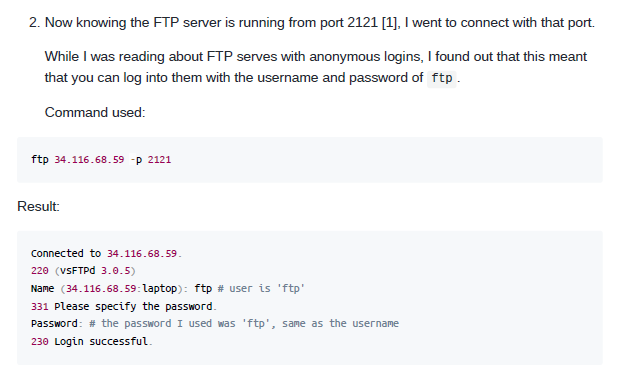 2. Now knowing the FTP server is running from port 2121 [1], I went to connect with that port.
While I was reading about FTP serves with anonymous logins, I found out that this meant
that you can log into them with the username and password of ftp .
Command used:
ftp 34.116.68.59 -p 2121
Result:
Connected to 34.116.68.59.
220 (vsFTPd 3.0.5)
Name (34.116.68.59:laptop): ftp # user is 'ftp'
331 Please specify the password.
Password: # the password I used was 'ftp', same as the username
230 Login successful.